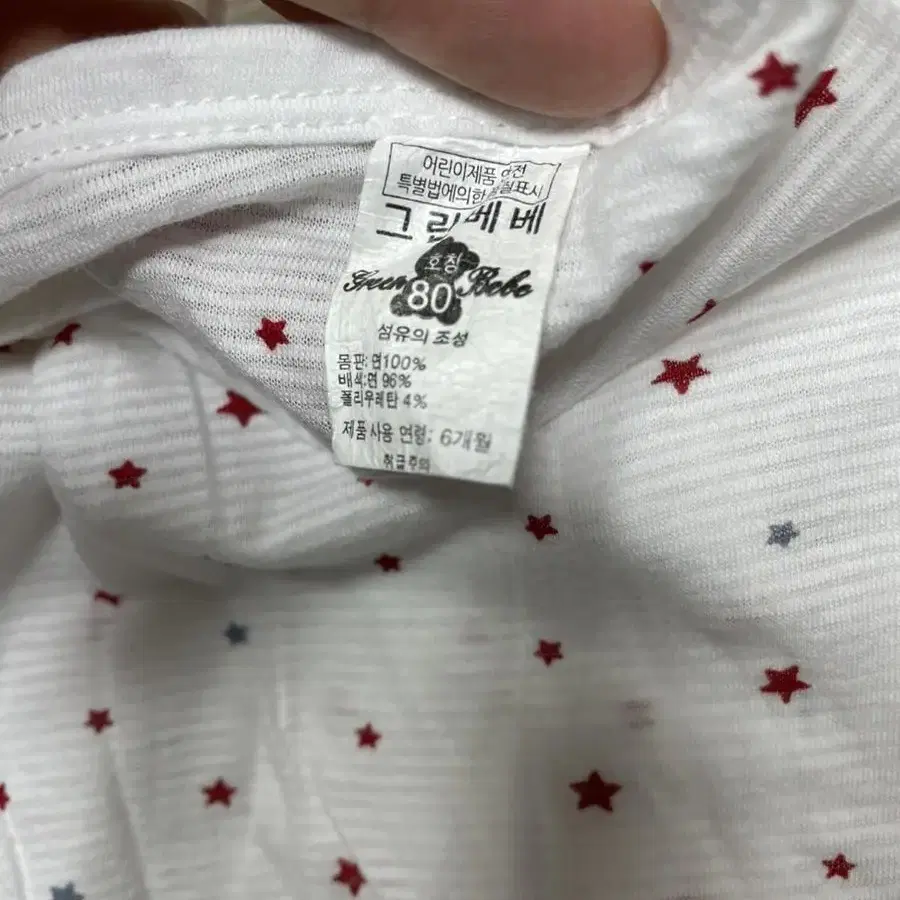 어린이제품 안전
특별법에의한 품질표시
그린베베
호칭
Green Bebe
80
섬유의 조성
몸판: 면100%
배색:면 96%
폴리우레탄 4%
제품 사용 연령: 6개월
취급주의